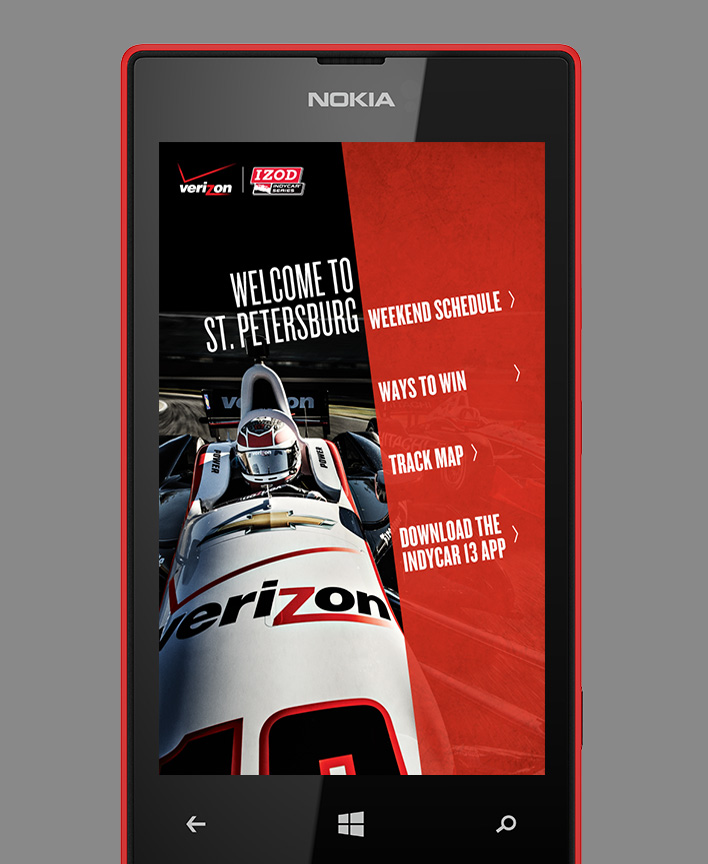 NOKIA
verizon
IZOD
INDYCAR
SERIES
WELCOME TO
ST. PETERSBURG
WEEKEND SCHEDULE
WAYS TO WIN
TRACK MAP
DOWNLOAD THE
INDYCAR 13 APP
verizon
verizon
POWER
POWER
verizon